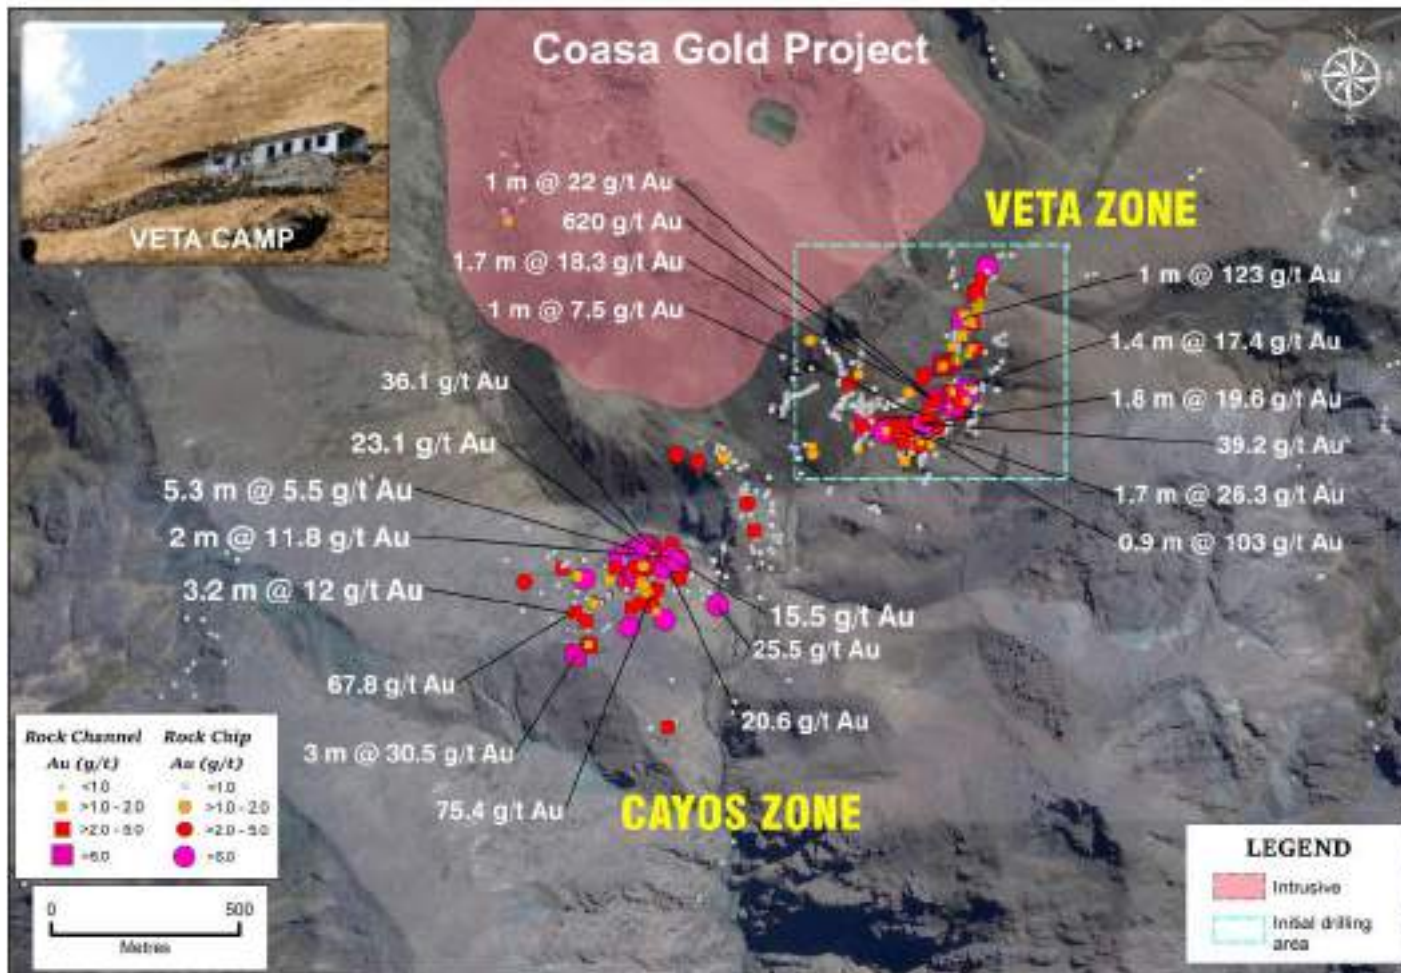 Coasa Gold Project
N
W
E
S
VETA CAMP
1 m @ 22 g/t Au
620 g/t Au
1.7 m @ 18.3 g/t Au
1 m @ 7.5 g/t Au
VETA ZONE
1 m @ 123 g/t Au
1.4 m @ 17.4 g/t Au
1.8 m @ 19.6 g/t Au
39.2 g/t Au
1.7 m @ 26.3 g/t Au
0.9 m @ 103 g/t Au
36.1 g/t Au
23.1 g/t Au
5.3 m @ 5.5 g/t Au
2 m @ 11.8 g/t Au
3.2 m @ 12 g/t Au
67.8 g/t Au
3 m @ 30.5 g/t Au
75.4 g/t Au
15.5 g/t Au
25.5 g/t Au
20.6 g/t Au
CAYOS ZONE
Rock Channel
Au (g/t)
<1.0
>1.0 - 2.0
>2.0 - 5.0
Rock Chip
Au (g/t)
>1.0 - 2.0
>2.0 - 5.0
0 500
Metres
LEGEND
Intrusive
Initial drilling
area